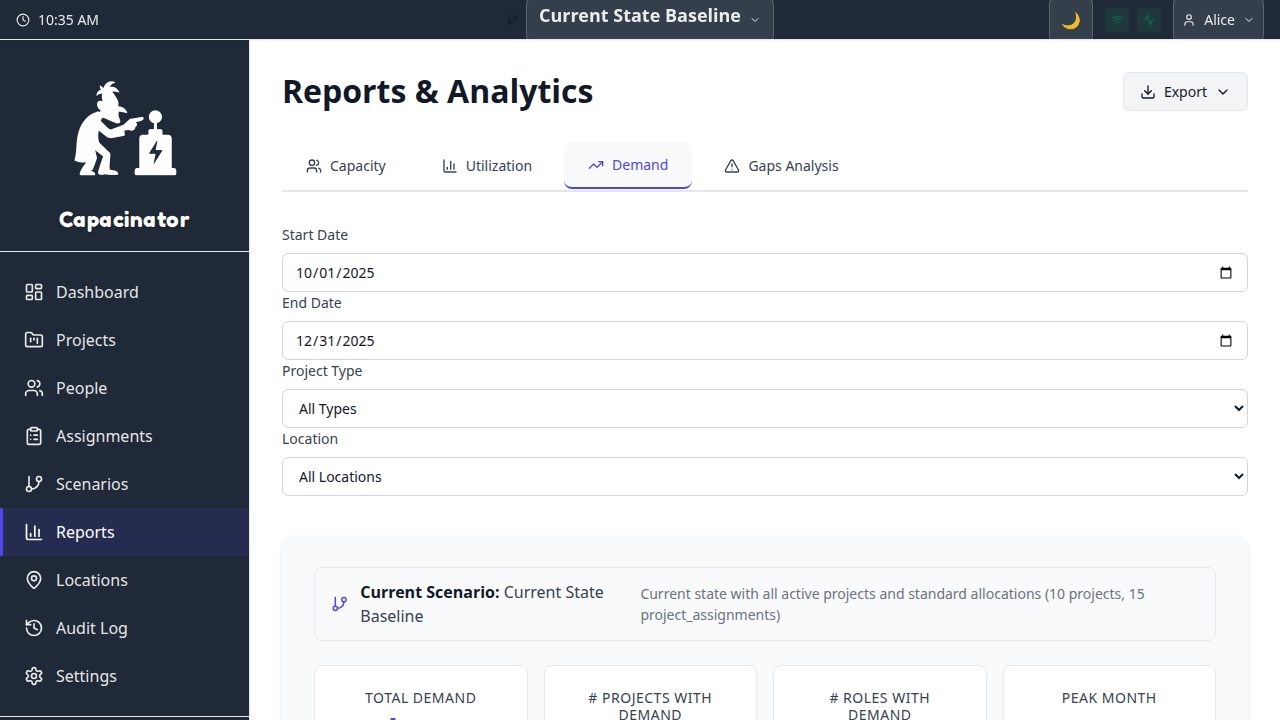 10:35 AM
Current State Baseline
Alice
Capacinator
Dashboard
Projects
People
Assignments
Scenarios
Reports
Locations
Audit Log
Settings
Reports & Analytics
Export
Capacity
Utilization
Demand
Gaps Analysis
Start Date
10/01/2025
End Date
12/31/2025
Project Type
All Types
Location
All Locations
Current Scenario: Current State
Baseline
Current state with all active projects and standard allocations (10 projects, 15
project_assignments)
TOTAL DEMAND
# PROJECTS WITH
DEMAND
# ROLES WITH
DEMAND
PEAK MONTH